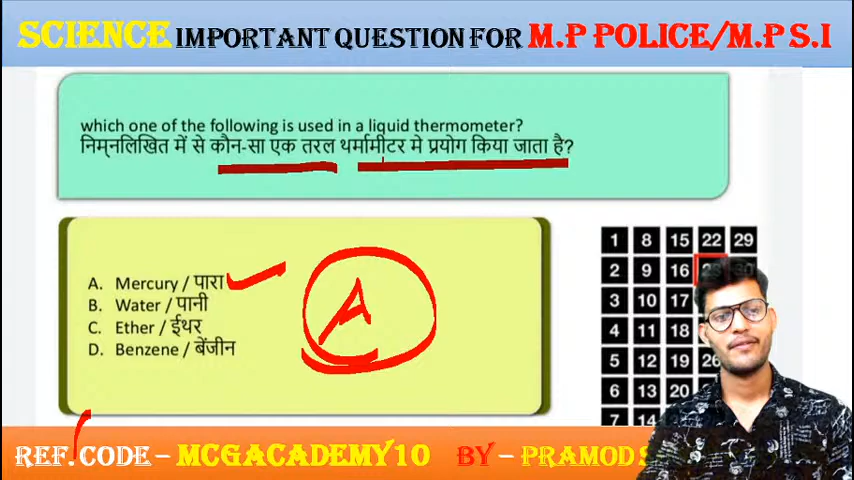 SCIENCE IMPORTANT QUESTION FOR M.P POLICE/M.P S.I
which one of the following is used in a liquid thermometer?
निम्नलिखित में से कौन-सा एक तरल थर्मामीटर मे प्रयोग किया जाता है?
A. Mercury / पारा
B. Water / पानी
C. Ether / ईथर
D. Benzene / बेंजीन
A
1 8 15 22 29
2 9 16
3 10 17
4 11 18
5 12 19 26
6 13 20
7 14
REF. CODE - MCGACADEMY10 BY - PRAMOD S